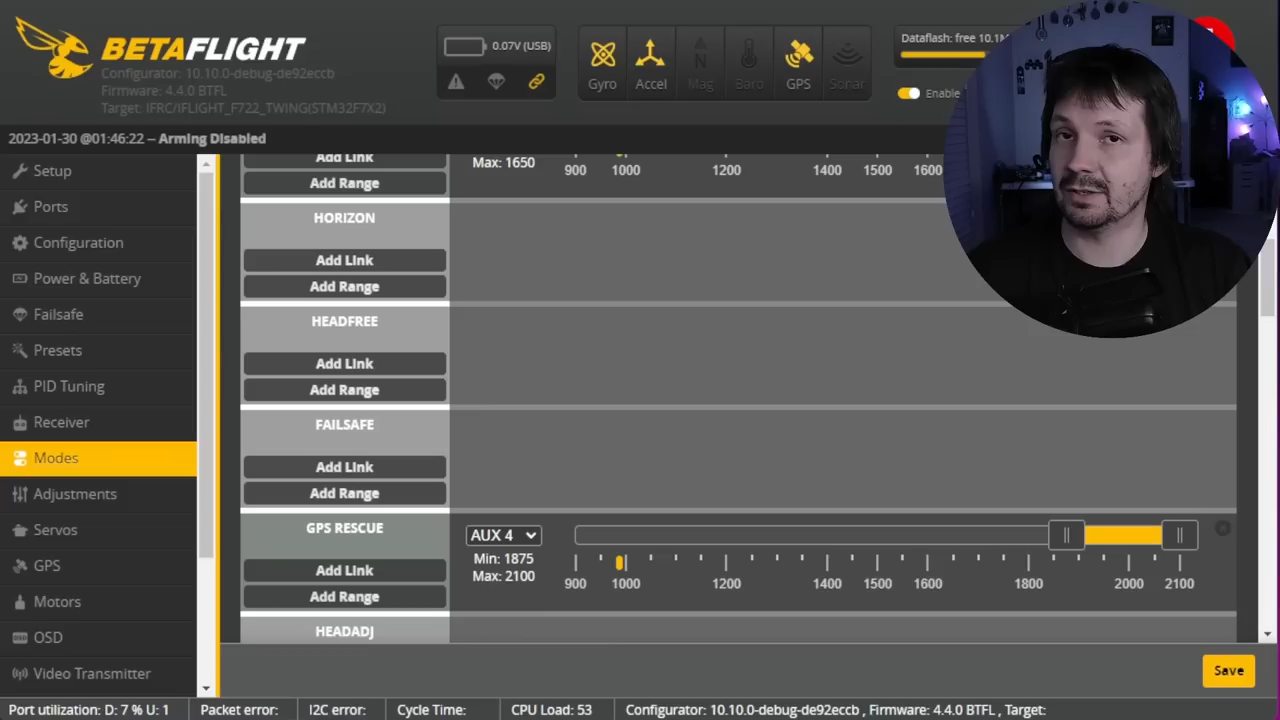 BETAFLIGHT
Configurator: 10.10.0-debug-de92eccb
Firmware: 4.4.0 BTFL
Target: IFRC/IFLIGHT_F722_TWING(STM32F7X2)
0.07V (USB)
Gyro
Accel
Mag
Baro
GPS
Sonar
Dataflash: free 10.1M
Enable
2023-01-30 @01:46:22 -- Arming Disabled
Setup
Ports
Configuration
Power & Battery
Failsafe
Presets
PID Tuning
Receiver
Modes
Adjustments
Servos
GPS
Motors
OSD
Video Transmitter
Add Link
Add Range
Max: 1650
900 1000 1200 1400 1500 1600
HORIZON
Add Link
Add Range
HEADFREE
Add Link
Add Range
FAILSAFE
Add Link
Add Range
GPS RESCUE
Add Link
Add Range
AUX 4
Min: 1875
Max: 2100
900 1000 1200 1400 1500 1600 1800 2000 2100
HEADADJ
Save
Port utilization: D: 7 % U: 1
Packet error:
I2C error:
Cycle Time:
CPU Load: 53
Configurator: 10.10.0-debug-de92eccb , Firmware: 4.4.0 BTFL , Target: